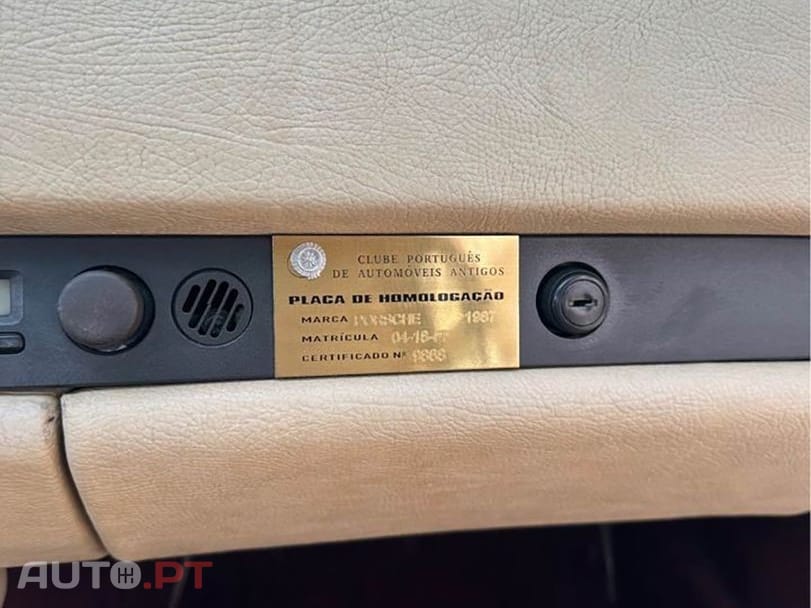 CLUBE PORTUGUÊS
DE AUTOMÓVEIS ANTIGOS
PLACA DE HOMOLOGAÇÃO
MARCA PORSCHE 1987
MATRÍCULA
CERTIFICADO Nº
AUTO.PT